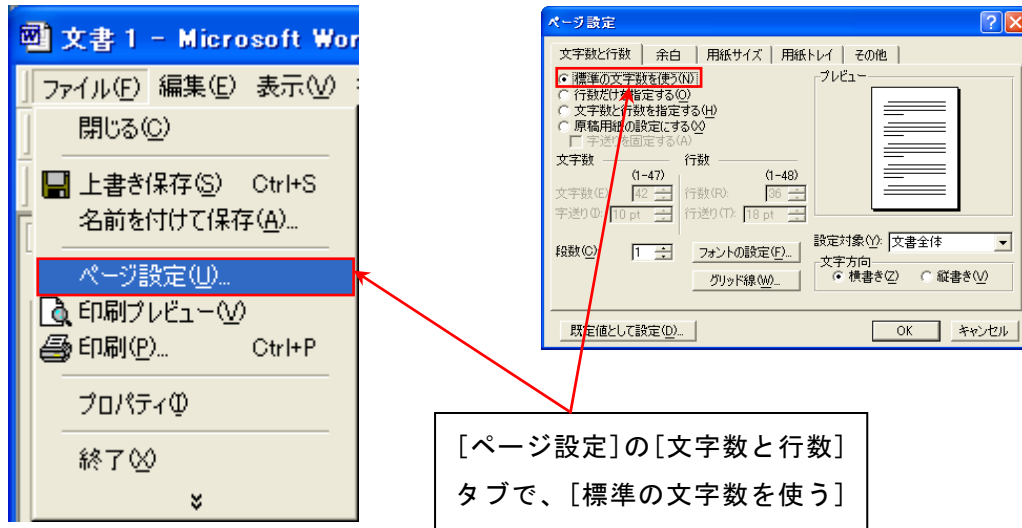 文書 1 - Microsoft Wor
ファイル(F) 編集(E) 表示(V)
閉じる(C)
上書き保存(S) Ctrl+S
名前を付けて保存(A)...
ページ設定(U)...
印刷プレビュー(V)
印刷(P)... Ctrl+P
プロパティ(I)
終了(X)
ページ設定
文字数と行数 余白 用紙サイズ 用紙トレイ その他
標準の文字数を使う(N)
行数だけを指定する(O)
文字数と行数を指定する(H)
原稿用紙の設定にする(X)
字送りを固定する(A)
文字数 行数
(1-47) (1-48)
文字数(E): 42 行数(R): 36
字送り(I): 10 pt 行送り(T): 18 pt
段数(C): 1 フォントの設定(F)...
グリッド線(W)...
プレビュー
設定対象(Y): 文書全体
文字方向
横書き(Z) 縦書き(V)
既定値として設定(D)... OK キャンセル
[ページ設定]の[文字数と行数]
タブで、[標準の文字数を使う]